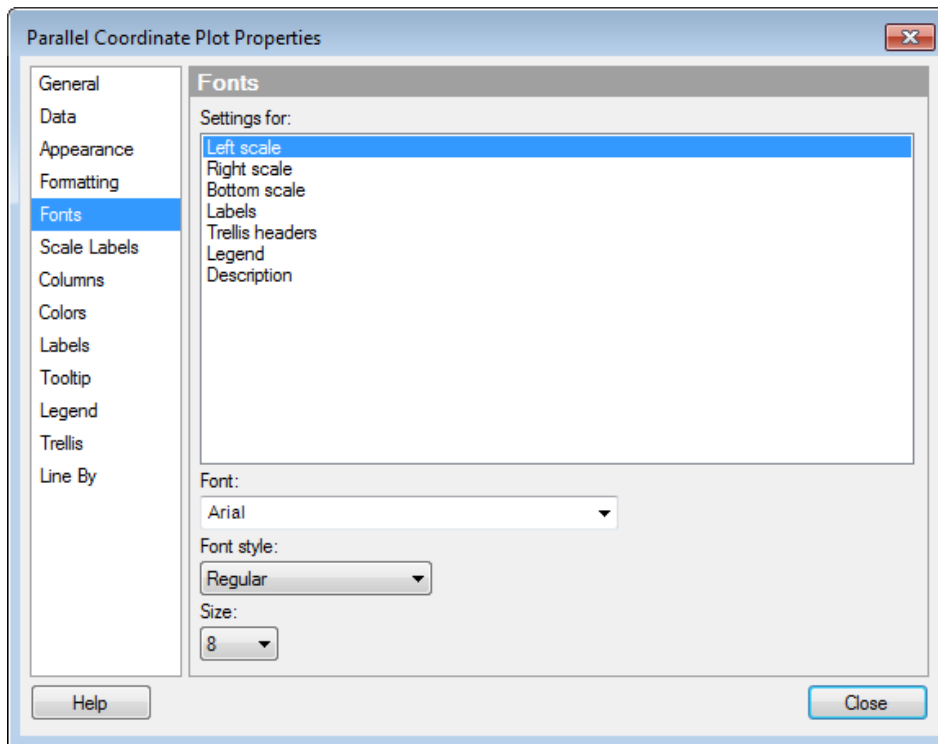 Parallel Coordinate Plot Properties
General
Data
Appearance
Formatting
Fonts
Scale Labels
Columns
Colors
Labels
Tooltip
Legend
Trellis
Line By
Fonts
Settings for:
Left scale
Right scale
Bottom scale
Labels
Trellis headers
Legend
Description
Font:
Arial
Font style:
Regular
Size:
8
Help
Close